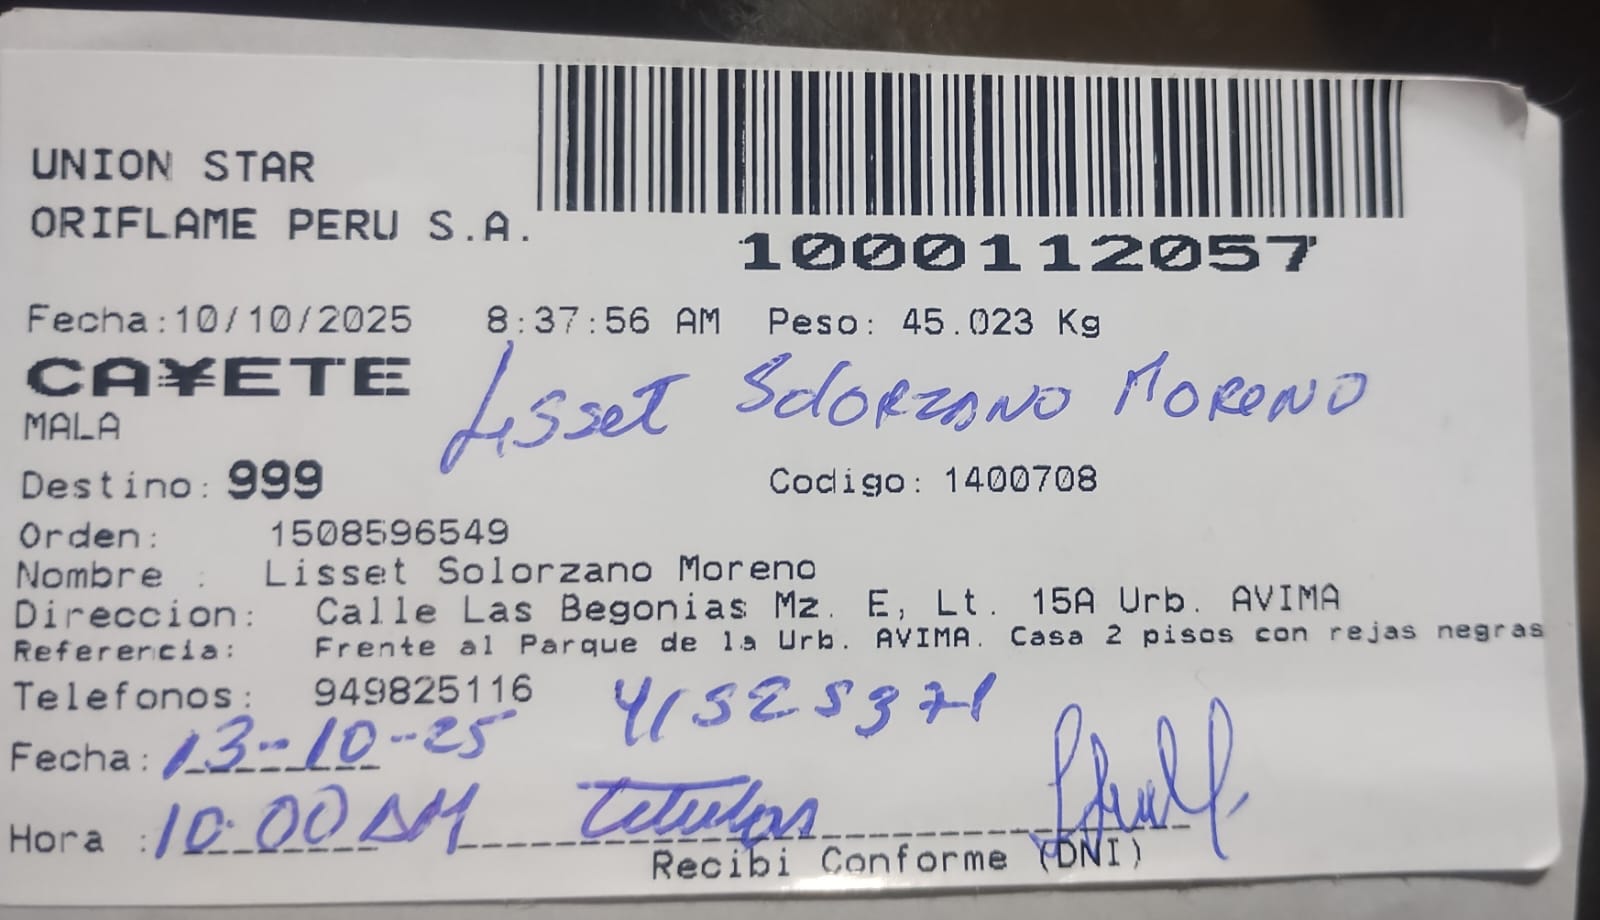 UNION STAR
ORIFLAME PERU S.A.
1000112057
Fecha:10/10/2025 8:37:56 AM Peso: 45.023 Kg
CA¥ETE
Lisset Solorzano Moreno
MALA
Destino: 999 Codigo: 1400708
Orden: 1508596549
Nombre : Lisset Solorzano Moreno
Direccion: Calle Las Begonias Mz. E, Lt. 15A Urb. AVIMA
Referencia: Frente al Parque de la Urb. AVIMA. Casa 2 pisos con rejas negras
Telefonos: 949825116 41525371
Fecha: 13-10-25
Hora : 10:00 AM titular
Recibi Conforme (DNI)